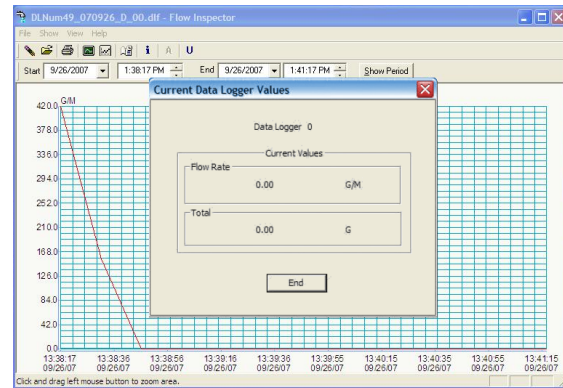 DLNum49_070926_D_00.dlf - Flow Inspector
File Show View Help
i A U
Start 9/26/2007 1:38:17 PM End 9/26/2007 1:41:17 PM Show Period
Current Data Logger Values
Data Logger 0
Current Values
Flow Rate
0.00 G/M
Total
0.00 G
End
G/M
420.0
378.0
336.0
294.0
252.0
210.0
168.0
126.0
84.0
42.0
0.0
13:38:17 13:38:36 13:38:56 13:39:16 13:39:36 13:39:55 13:40:15 13:40:35 13:40:55 13:41:15
09/26/07 09/26/07 09/26/07 09/26/07 09/26/07 09/26/07 09/26/07 09/26/07 09/26/07 09/26/07
Click and drag left mouse button to zoom area.